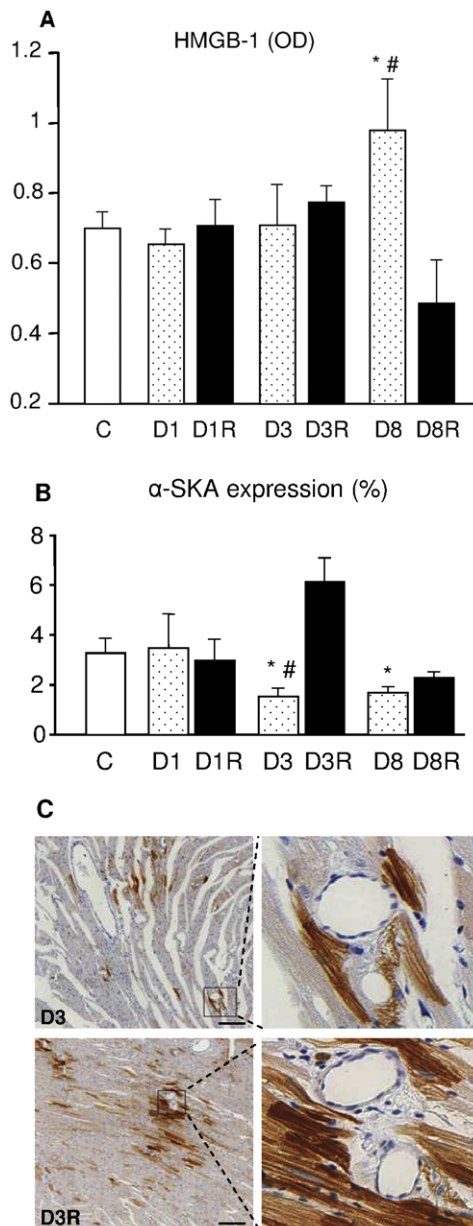 A
HMGB-1 (OD)
1.2
* #
1
0.8
0.6
0.4
0.2
C D1 D1R D3 D3R D8 D8R
B
α-SKA expression (%)
8
6
4
* #
*
2
0
C D1 D1R D3 D3R D8 D8R
C
D3
D3R